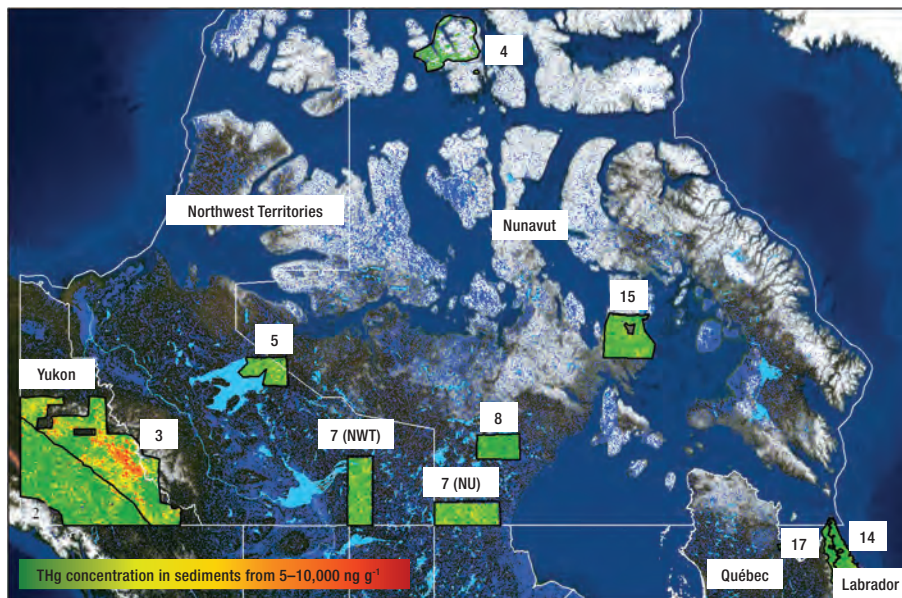 4
Northwest Territories
Nunavut
15
5
Yukon
3
8
7 (NWT)
7 (NU)
2
17
14
Québec
Labrador
THg concentration in sediments from 5–10,000 ng g⁻¹